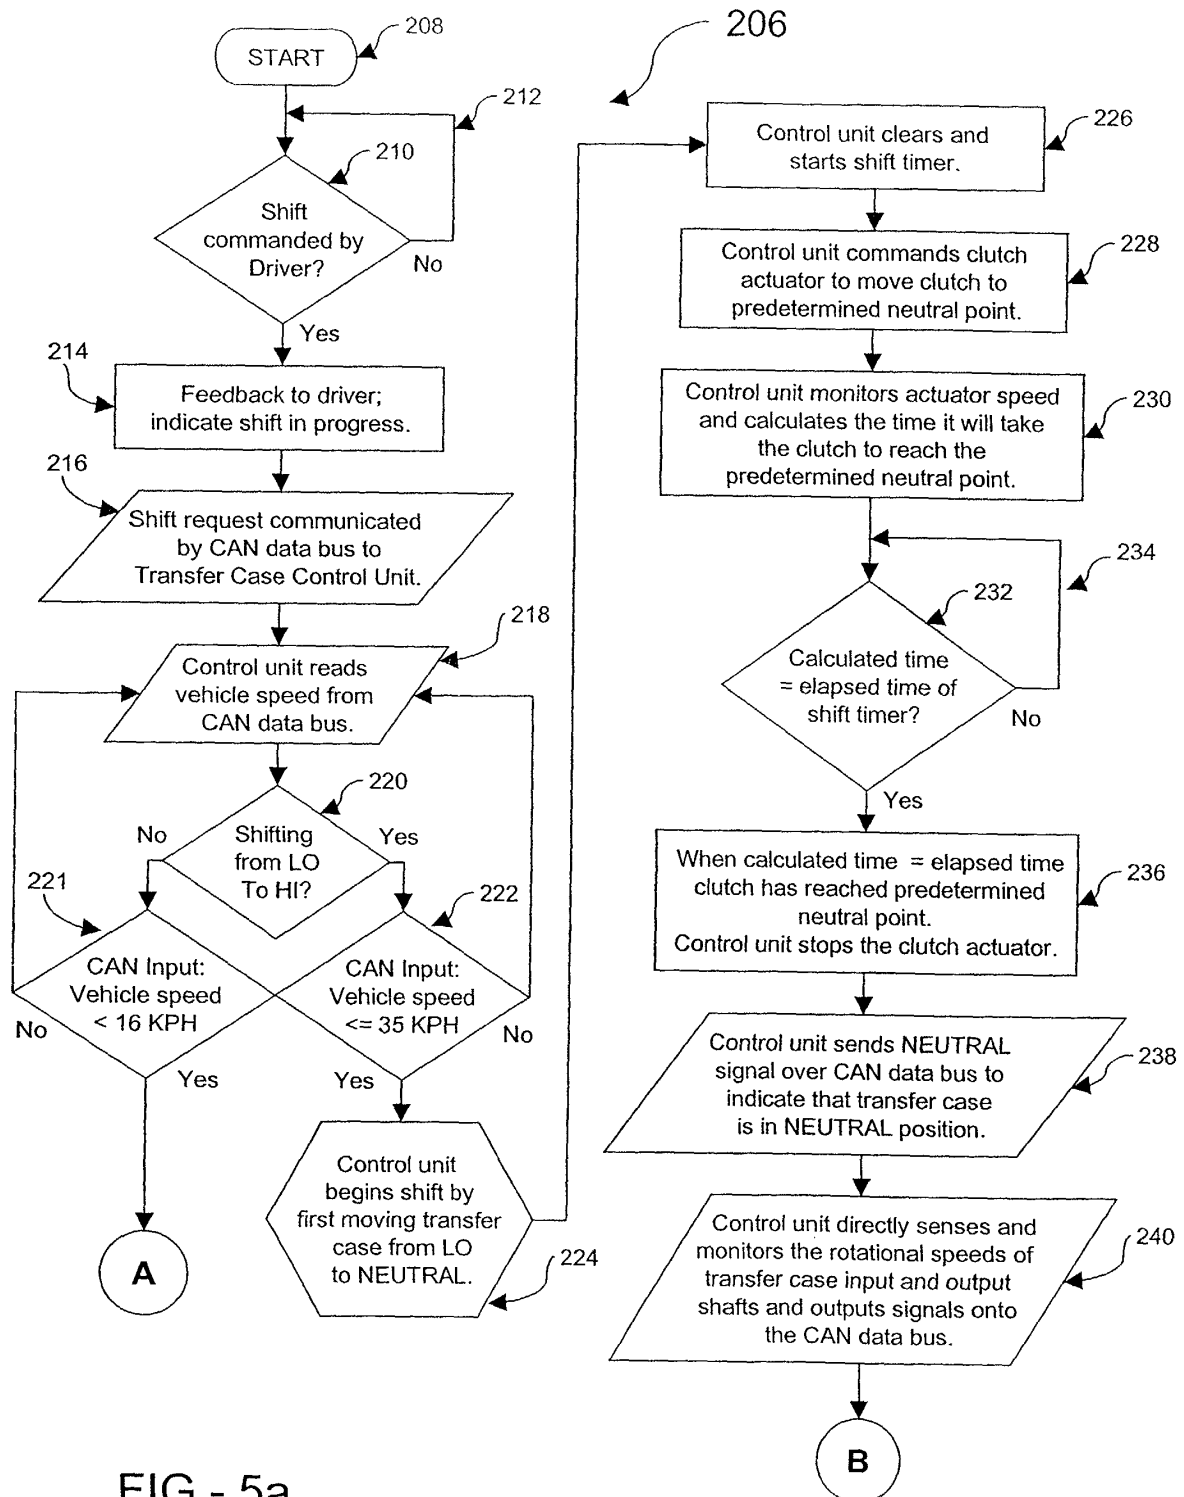 206
START
208
212
210
Shift
commanded by
Driver?
No
Yes
214
Feedback to driver;
indicate shift in progress.
216
Shift request communicated
by CAN data bus to
Transfer Case Control Unit.
218
Control unit reads
vehicle speed from
CAN data bus.
220
No
Shifting
from LO
To HI?
Yes
221
222
CAN Input:
Vehicle speed
< 16 KPH
No
Yes
CAN Input:
Vehicle speed
<= 35 KPH
No
Yes
A
Control unit
begins shift by
first moving transfer
case from LO
to NEUTRAL.
224
Control unit clears and
starts shift timer.
226
Control unit commands clutch
actuator to move clutch to
predetermined neutral point.
228
Control unit monitors actuator speed
and calculates the time it will take
the clutch to reach the
predetermined neutral point.
230
234
232
Calculated time
= elapsed time of
shift timer?
No
Yes
When calculated time = elapsed time
clutch has reached predetermined
neutral point.
Control unit stops the clutch actuator.
236
Control unit sends NEUTRAL
signal over CAN data bus to
indicate that transfer case
is in NEUTRAL position.
238
Control unit directly senses and
monitors the rotational speeds of
transfer case input and output
shafts and outputs signals onto
the CAN data bus.
240
B
FIG - 5a